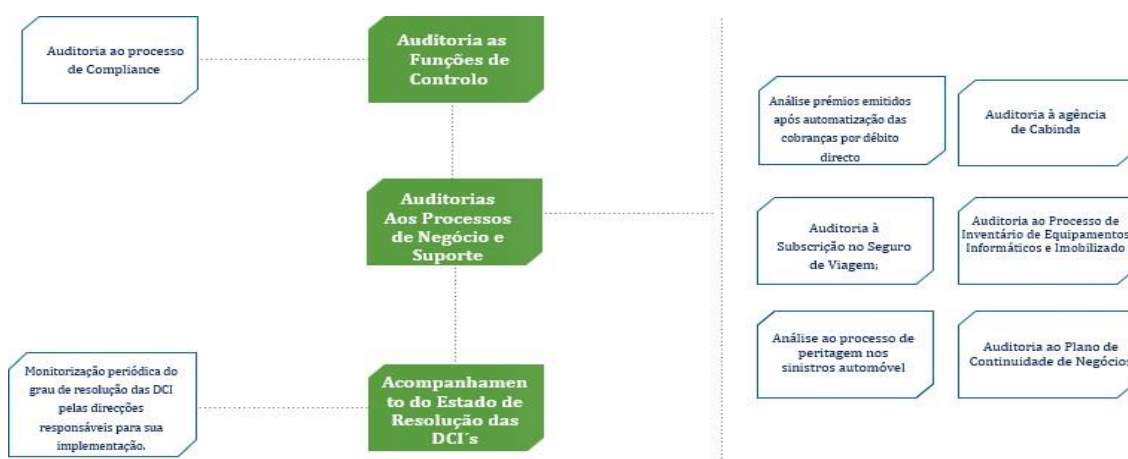 Auditoria ao processo
de Compliance
Auditoria as
Funções de
Controlo
Auditorias
Aos Processos
de Negócio e
Suporte
Monitorização periódica do
grau de resolução das DCI
pelas direcções
responsáveis para sua
implementação.
Acompanhamen
to do Estado de
Resolução das
DCI´s
Análise prémios emitidos
após automatização das
cobranças por débito
directo
Auditoria à agência
de Cabinda
Auditoria à
Subscrição no Seguro
de Viagem;
Auditoria ao Processo de
Inventário de Equipamentos
Informáticos e Imobilizado
Análise ao processo de
peritagem nos
sinistros automóvel
Auditoria ao Plano de
Continuidade de Negócios